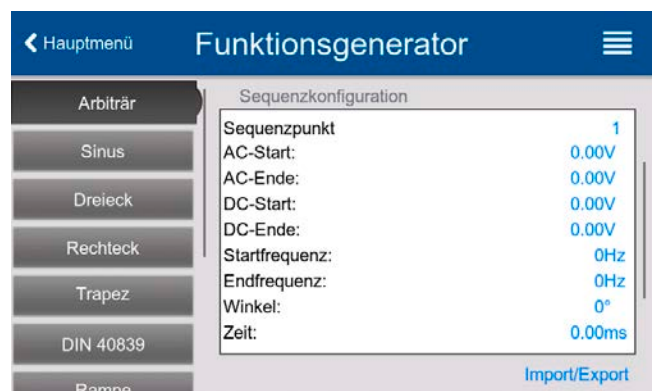 Hauptmenü
Funktionsgenerator
Arbiträr
Sinus
Dreieck
Rechteck
Trapez
DIN 40839
Rampe
Sequenzkonfiguration
Sequenzpunkt 1
AC-Start: 0.00V
AC-Ende: 0.00V
DC-Start: 0.00V
DC-Ende: 0.00V
Startfrequenz: 0Hz
Endfrequenz: 0Hz
Winkel: 0°
Zeit: 0.00ms
Import/Export